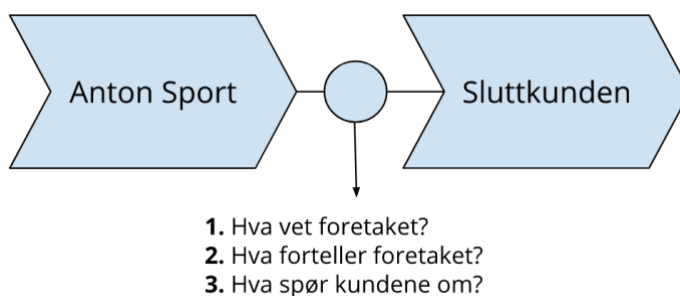 Anton Sport
Sluttkunden
1. Hva vet foretaket?
2. Hva forteller foretaket?
3. Hva spør kundene om?